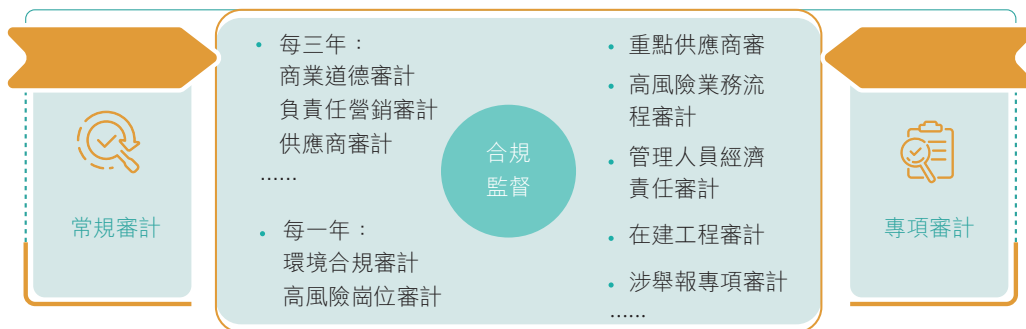 常規審計
• 每三年：
商業道德審計
負責任營銷審計
供應商審計
......
• 每一年：
環境合規審計
高風險崗位審計
合規
監督
• 重點供應商審
• 高風險業務流
程審計
• 管理人員經濟
責任審計
• 在建工程審計
• 涉舉報專項審計
......
專項審計